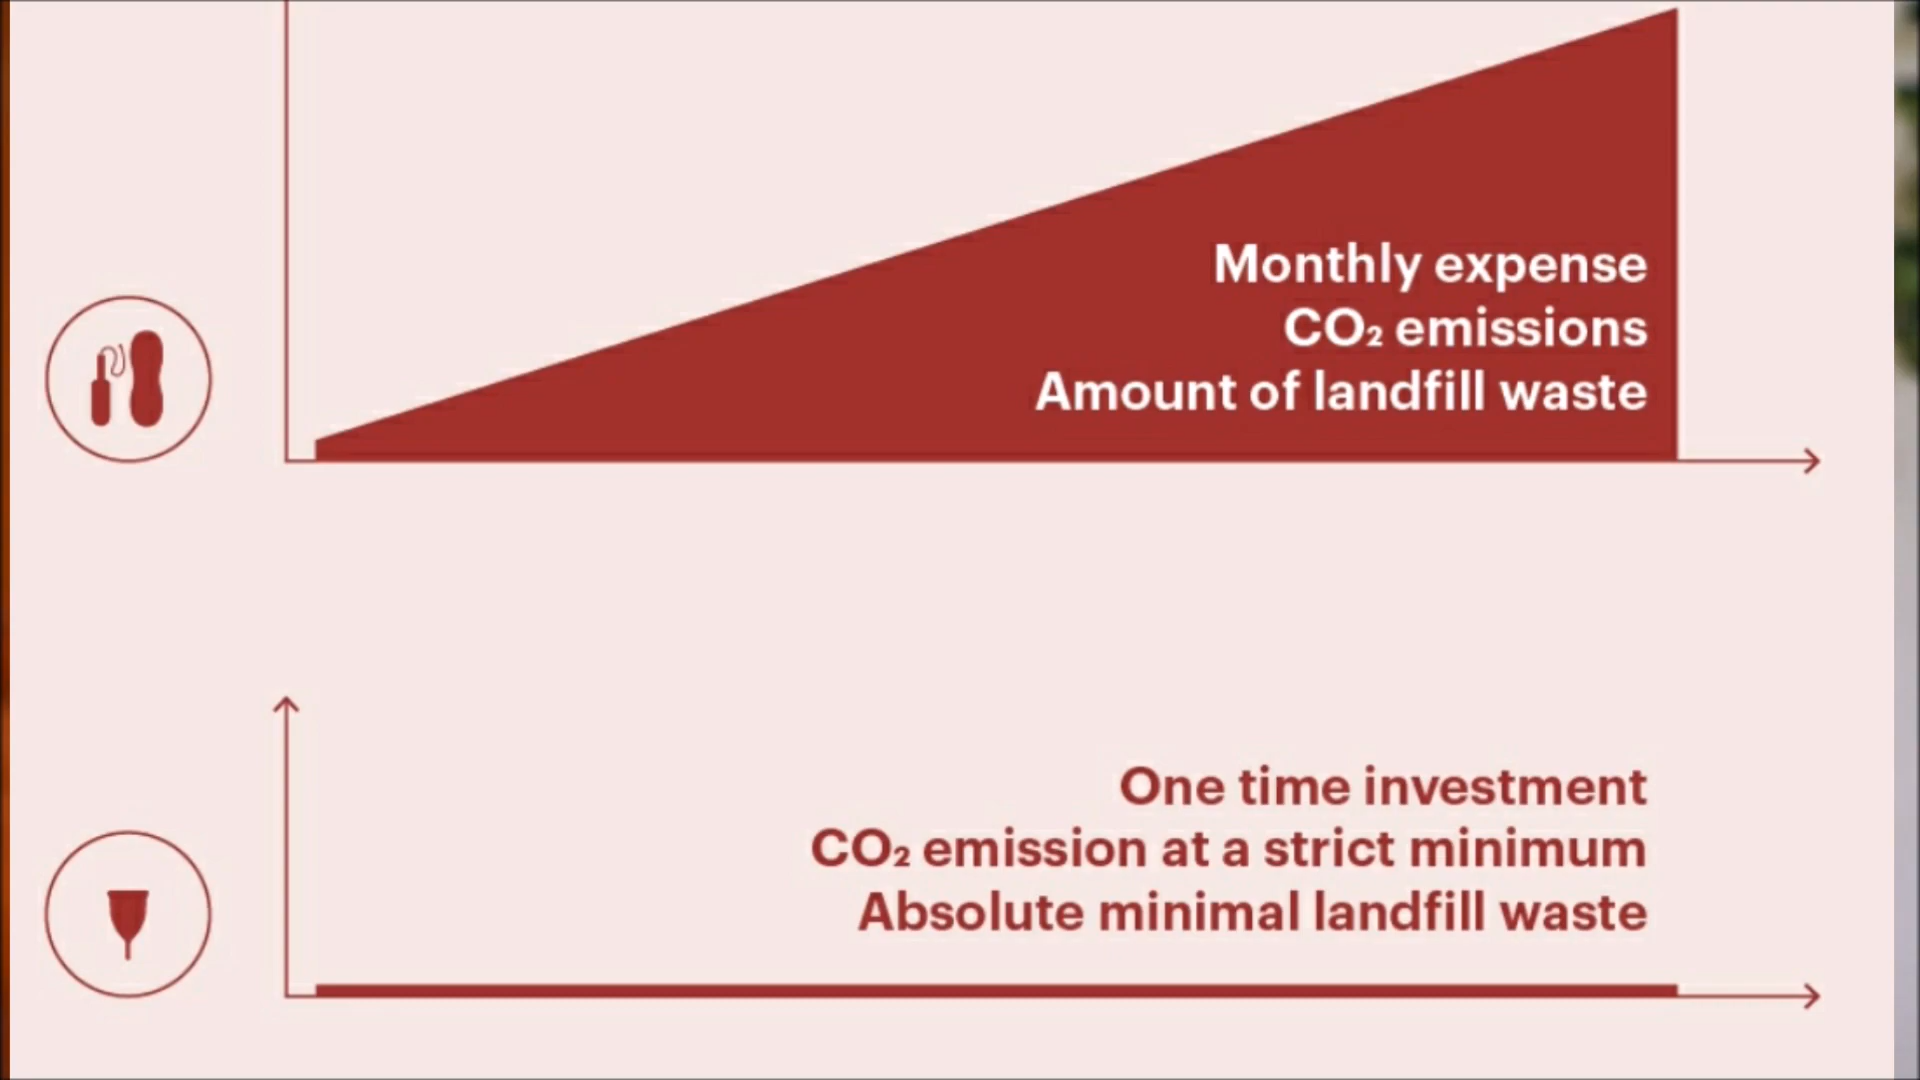 Monthly expense
CO₂ emissions
Amount of landfill waste
One time investment
CO₂ emission at a strict minimum
Absolute minimal landfill waste